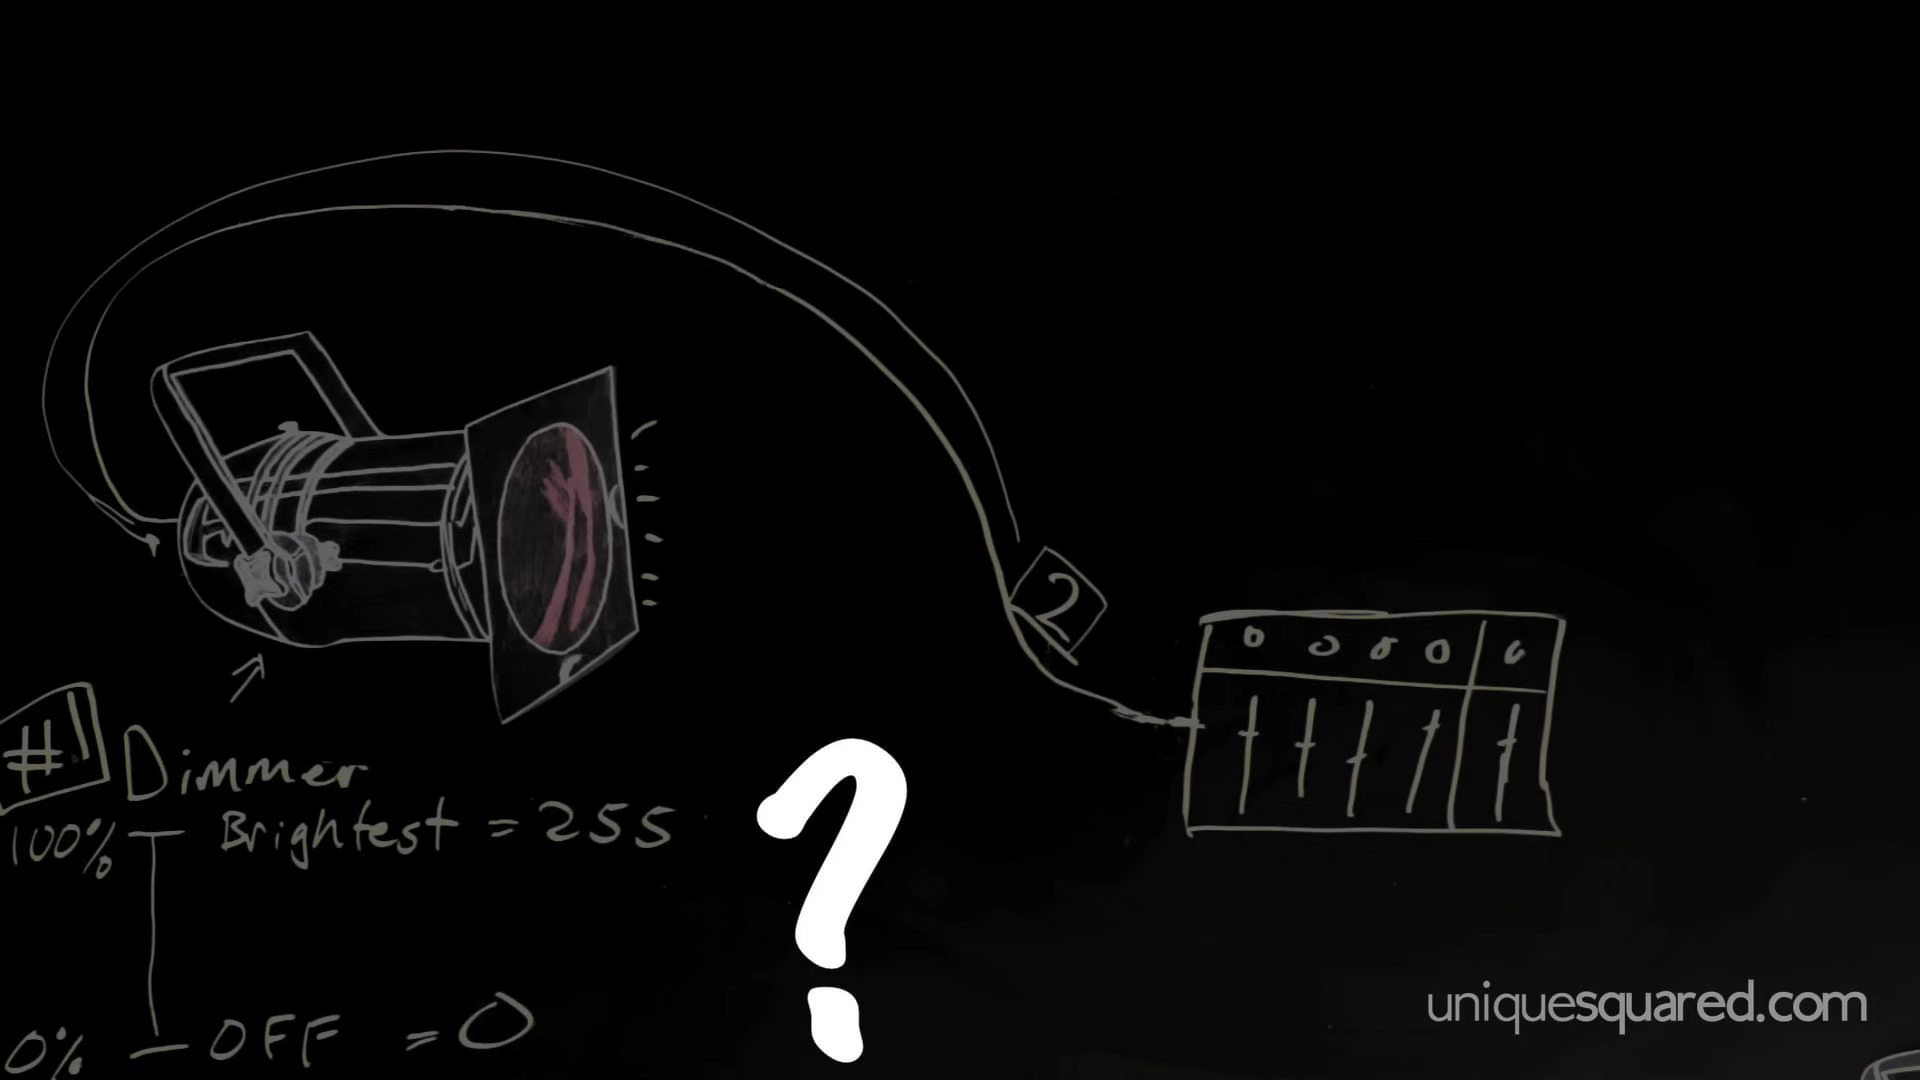 2
#1 Dimmer
100% Brightest = 255
?
0% OFF = 0
uniquesquared.com